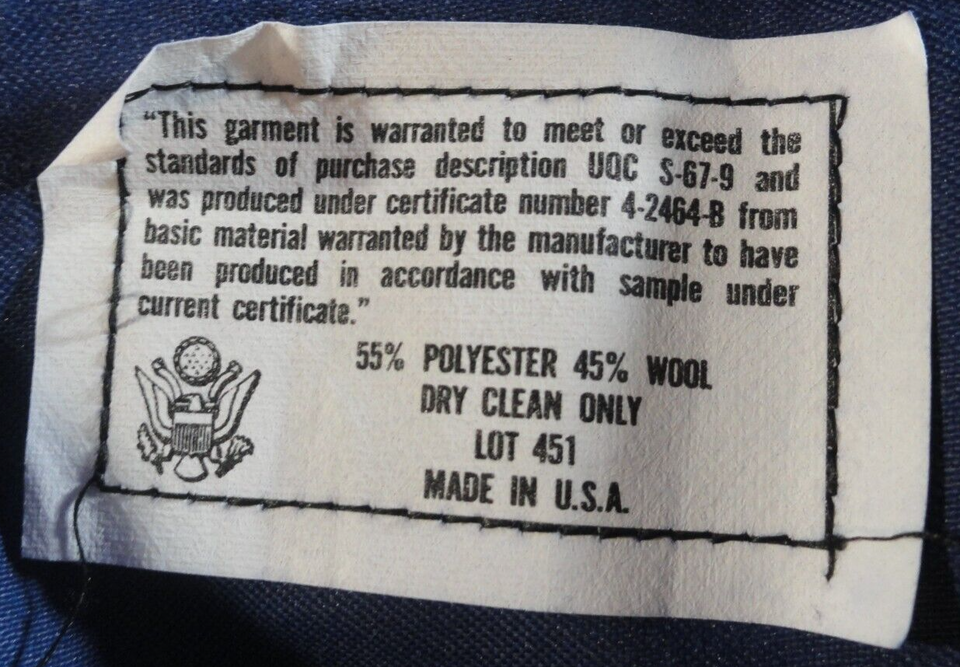 “This garment is warranted to meet or exceed the
standards of purchase description UQC S-67-9 and
was produced under certificate number 4-2464-B from
basic material warranted by the manufacturer to have
been produced in accordance with sample under
current certificate.”
55% POLYESTER 45% WOOL
DRY CLEAN ONLY
LOT 451
MADE IN U.S.A.